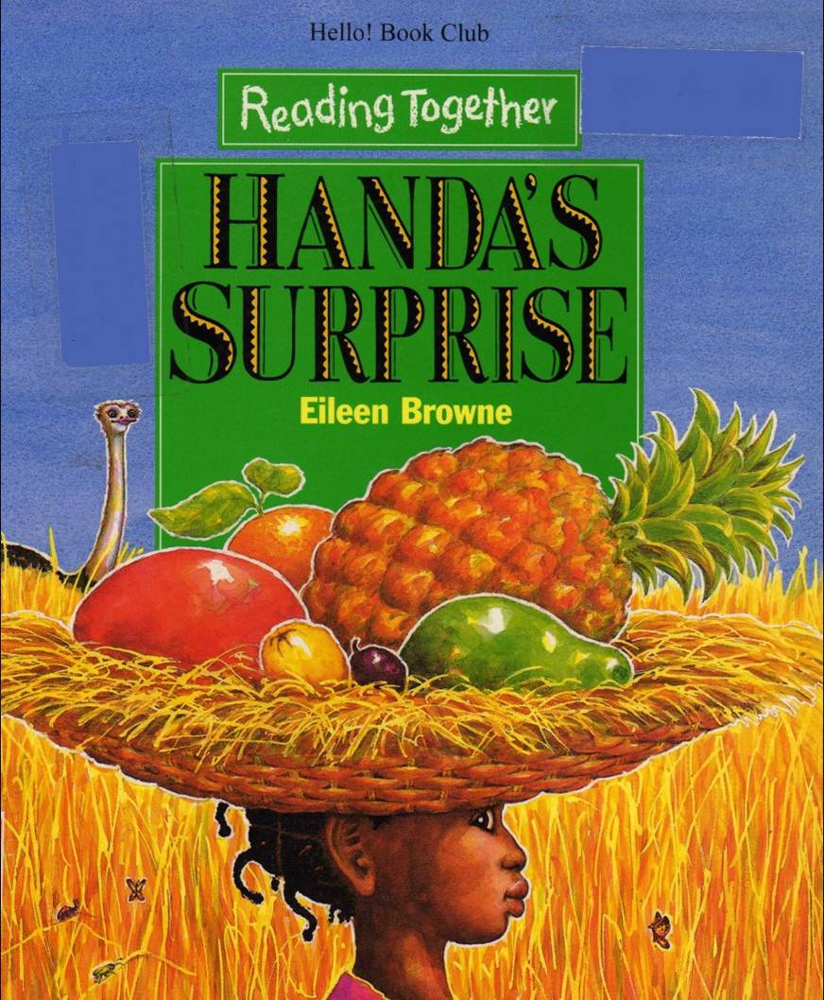 Hello! Book Club
Reading Together
HANDA'S
SURPRISE
Eileen Browne